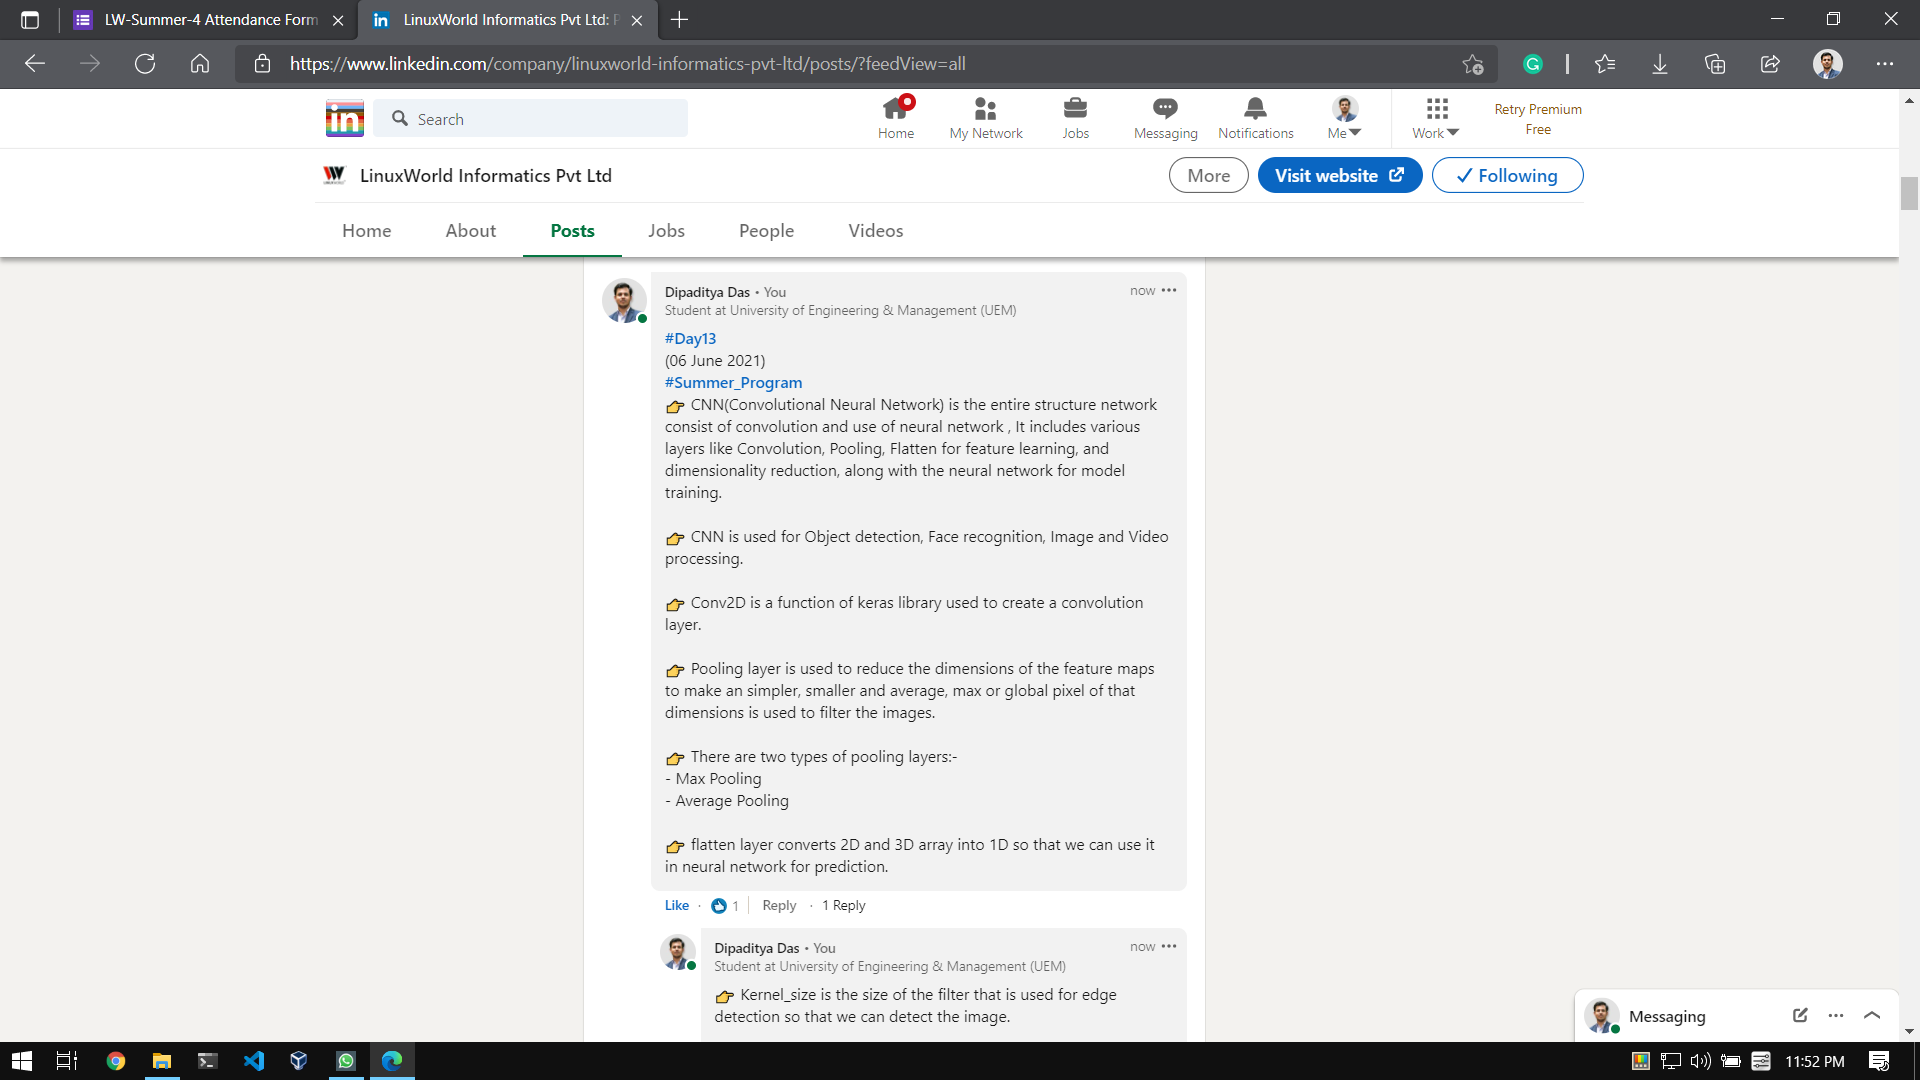 LW-Summer-4 Attendance Form
LinuxWorld Informatics Pvt Ltd: P
https://www.linkedin.com/company/linuxworld-informatics-pvt-ltd/posts/?feedView=all
G
in
Search
Home
My Network
Jobs
Messaging
Notifications
Me
Work
Retry Premium
Free
LinuxWorld Informatics Pvt Ltd
More
Visit website
Following
Home
About
Posts
Jobs
People
Videos
Dipaditya Das • You
now
Student at University of Engineering & Management (UEM)
#Day13
(06 June 2021)
#Summer_Program
👉 CNN(Convolutional Neural Network) is the entire structure network
consist of convolution and use of neural network , It includes various
layers like Convolution, Pooling, Flatten for feature learning, and
dimensionality reduction, along with the neural network for model
training.
👉 CNN is used for Object detection, Face recognition, Image and Video
processing.
👉 Conv2D is a function of keras library used to create a convolution
layer.
👉 Pooling layer is used to reduce the dimensions of the feature maps
to make an simpler, smaller and average, max or global pixel of that
dimensions is used to filter the images.
👉 There are two types of pooling layers:-
- Max Pooling
- Average Pooling
👉 flatten layer converts 2D and 3D array into 1D so that we can use it
in neural network for prediction.
Like · 1 | Reply · 1 Reply
Dipaditya Das • You
now
Student at University of Engineering & Management (UEM)
👉 Kernel_size is the size of the filter that is used for edge
detection so that we can detect the image.
Messaging
11:52 PM